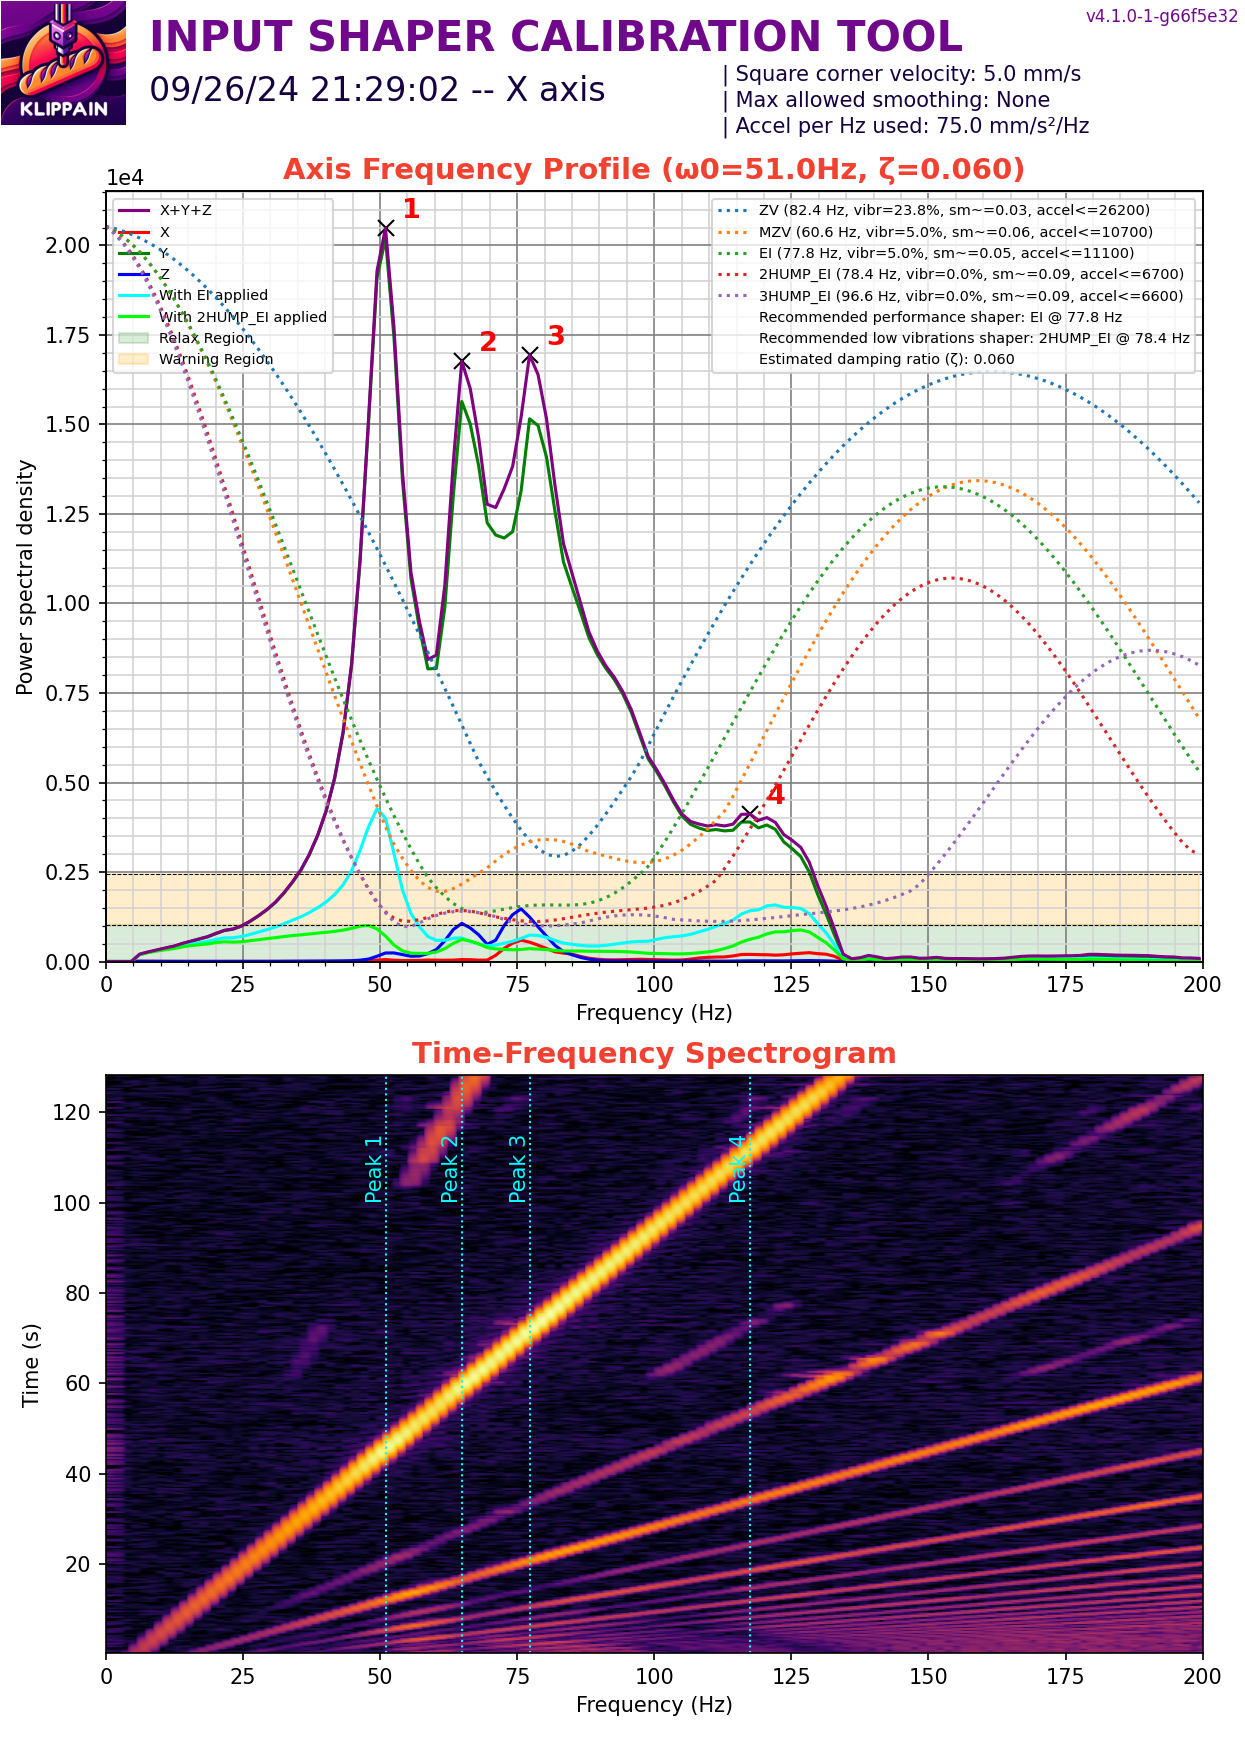 v4.1.0-1-g66f5e32
INPUT SHAPER CALIBRATION TOOL
KLIPPAIN
09/26/24 21:29:02 -- X axis
| Square corner velocity: 5.0 mm/s
| Max allowed smoothing: None
| Accel per Hz used: 75.0 mm/s²/Hz
Axis Frequency Profile (ω0=51.0Hz, ζ=0.060)
1e4
X+Y+Z
X
Y
Z
With EI applied
With 2HUMP_EI applied
Relax Region
Warning Region
ZV (82.4 Hz, vibr=23.8%, sm~=0.03, accel<=26200)
MZV (60.6 Hz, vibr=5.0%, sm~=0.06, accel<=10700)
EI (77.8 Hz, vibr=5.0%, sm~=0.05, accel<=11100)
2HUMP_EI (78.4 Hz, vibr=0.0%, sm~=0.09, accel<=6700)
3HUMP_EI (96.6 Hz, vibr=0.0%, sm~=0.09, accel<=6600)
Recommended performance shaper: EI @ 77.8 Hz
Recommended low vibrations shaper: 2HUMP_EI @ 78.4 Hz
Estimated damping ratio (ζ): 0.060
1
2
3
4
2.00
1.75
1.50
1.25
1.00
0.75
0.50
0.25
0.00
Power spectral density
0 25 50 75 100 125 150 175 200
Frequency (Hz)
Time-Frequency Spectrogram
120
100
80
60
40
20
Time (s)
Peak 1
Peak 2
Peak 3
Peak 4
0 25 50 75 100 125 150 175 200
Frequency (Hz)